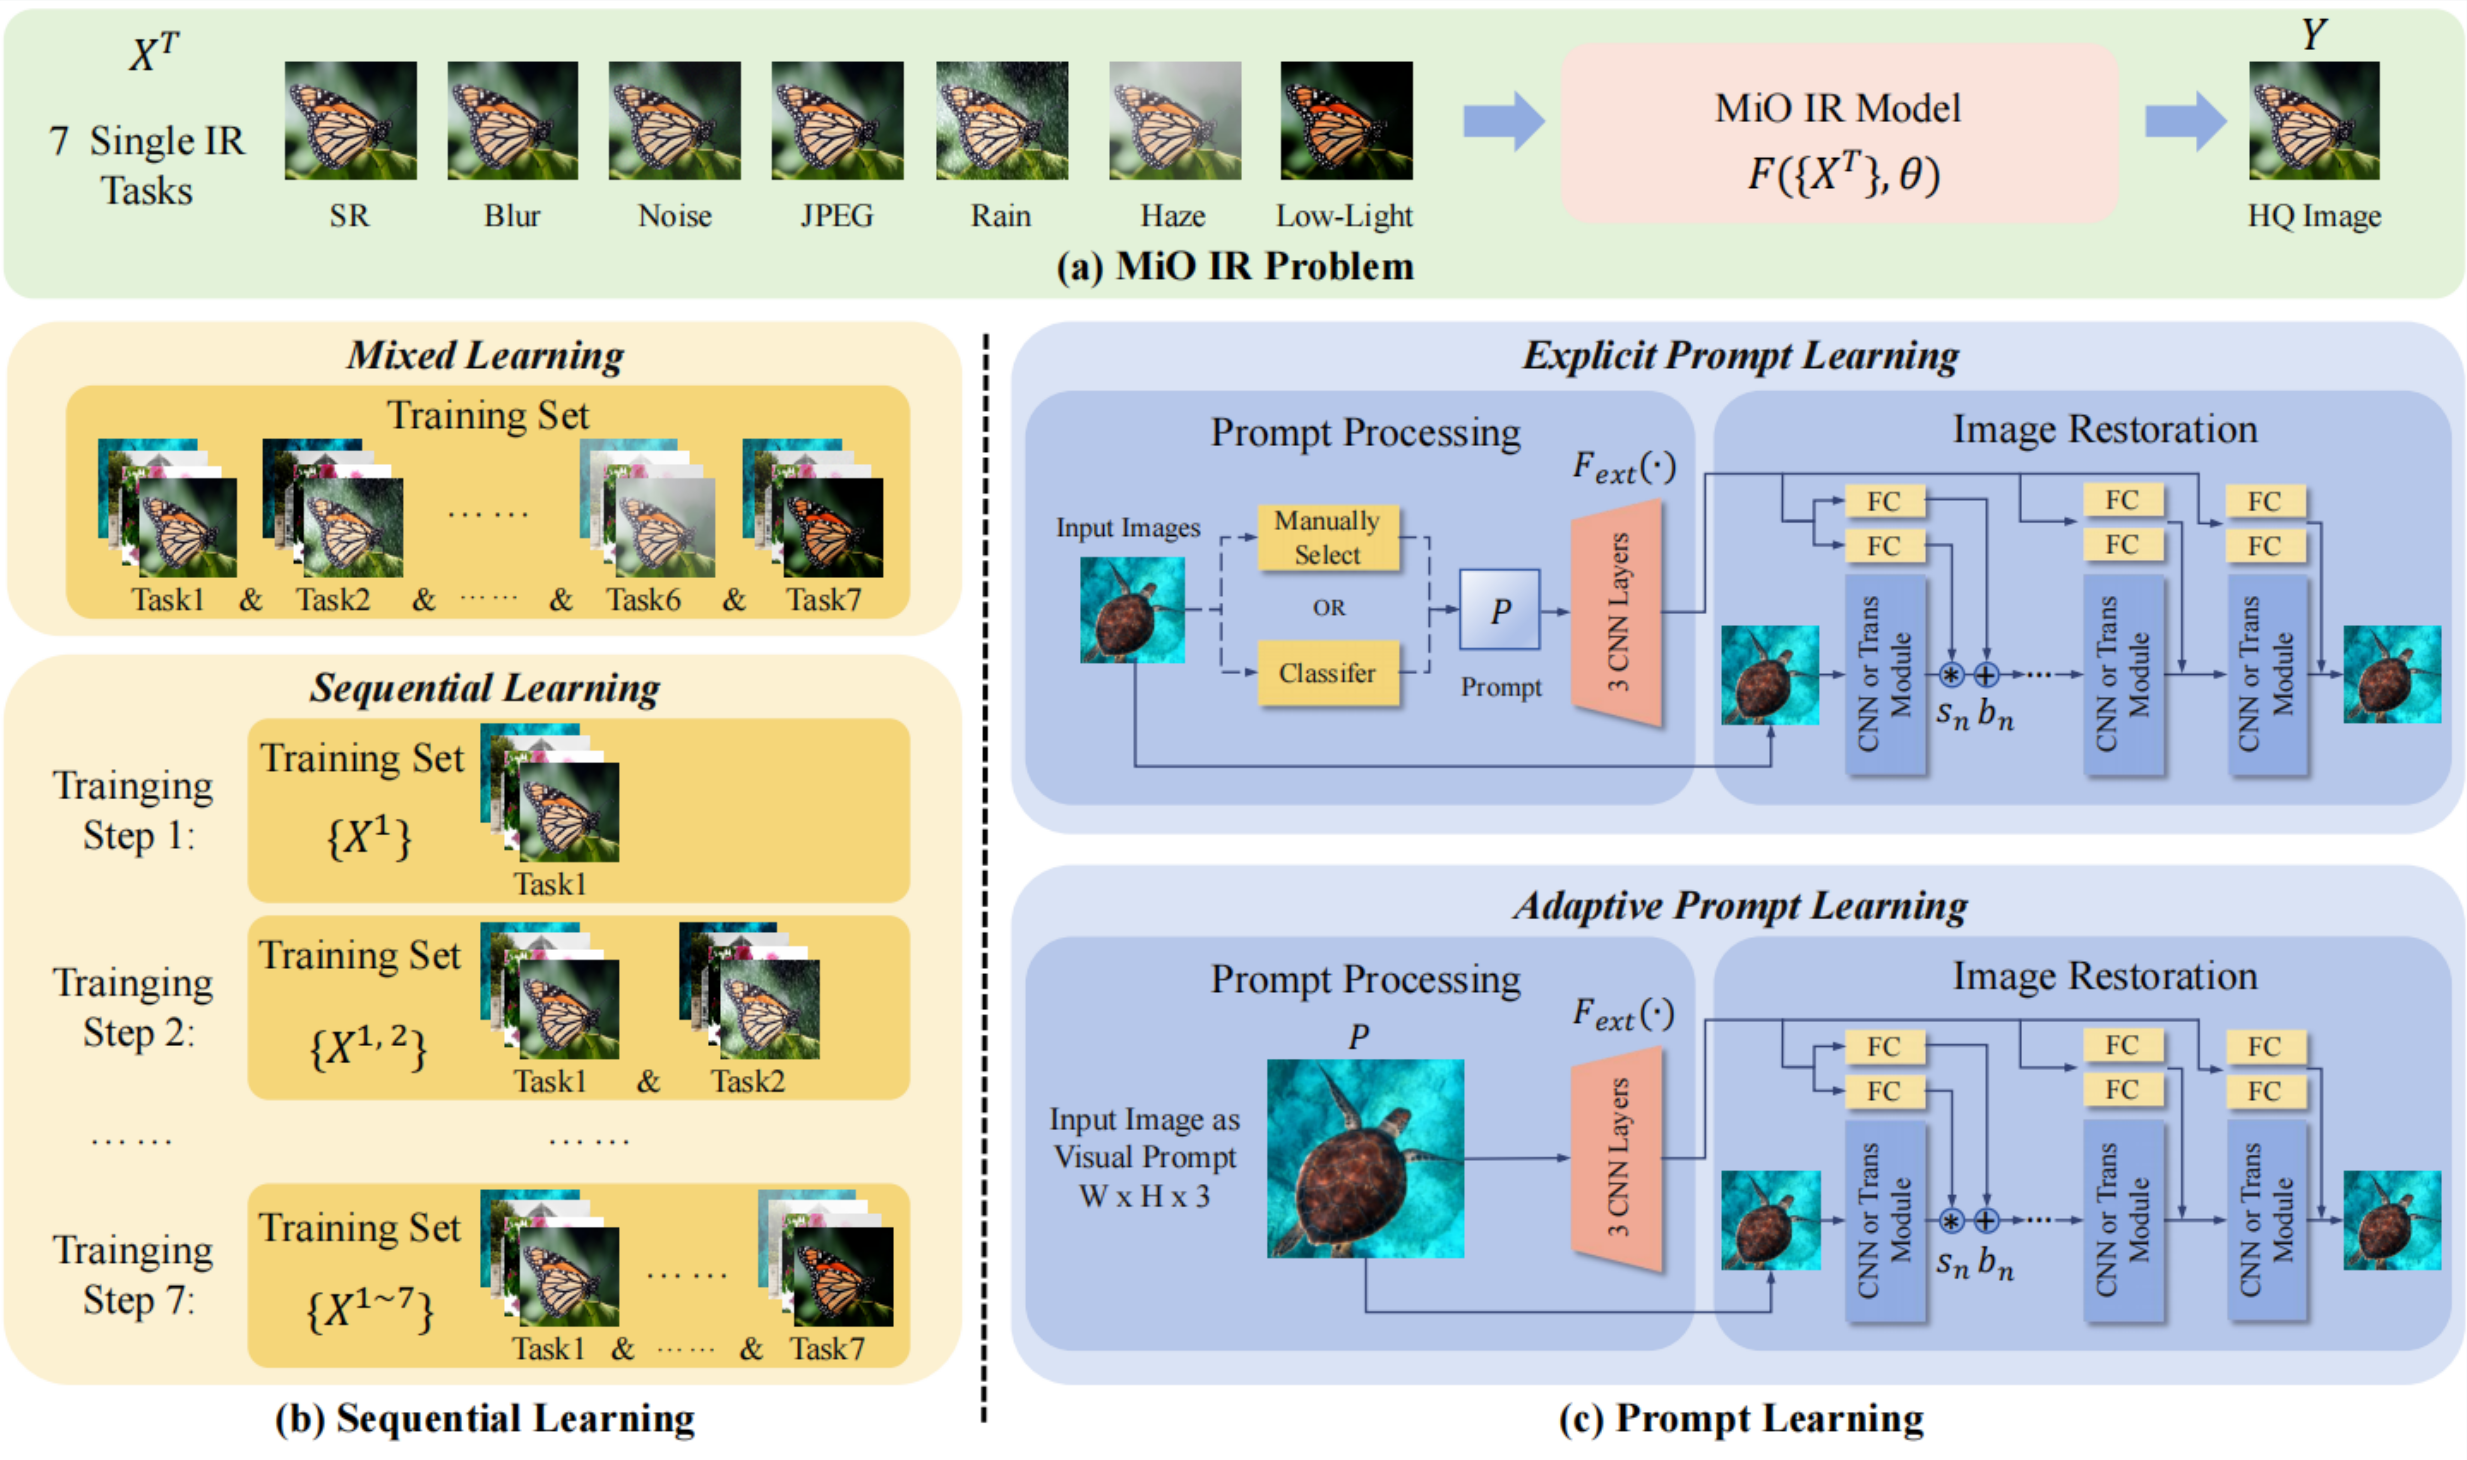 X^T
7 Single IR
Tasks
SR
Blur
Noise
JPEG
Rain
Haze
Low-Light
MiO IR Model
F({X^T}, θ)
Y
HQ Image
(a) MiO IR Problem
Mixed Learning
Training Set
... ...
Task1 & Task2 & ... ... & Task6 & Task7
Sequential Learning
Trainging
Step 1:
Training Set
{X^1}
Task1
Trainging
Step 2:
Training Set
{X^{1, 2}}
Task1 & Task2
... ...
... ...
Trainging
Step 7:
Training Set
{X^{1~7}}
... ...
Task1 & ... ... & Task7
(b) Sequential Learning
Explicit Prompt Learning
Prompt Processing
Input Images
Manually
Select
OR
Classifer
P
Prompt
F_{ext}(·)
3 CNN Layers
Image Restoration
FC
FC
CNN or Trans
Module
*
+
s_n b_n
...
FC
FC
CNN or Trans
Module
FC
FC
CNN or Trans
Module
Adaptive Prompt Learning
Prompt Processing
P
Input Image as
Visual Prompt
W x H x 3
F_{ext}(·)
3 CNN Layers
Image Restoration
FC
FC
CNN or Trans
Module
*
+
s_n b_n
...
FC
FC
CNN or Trans
Module
FC
FC
CNN or Trans
Module
(c) Prompt Learning